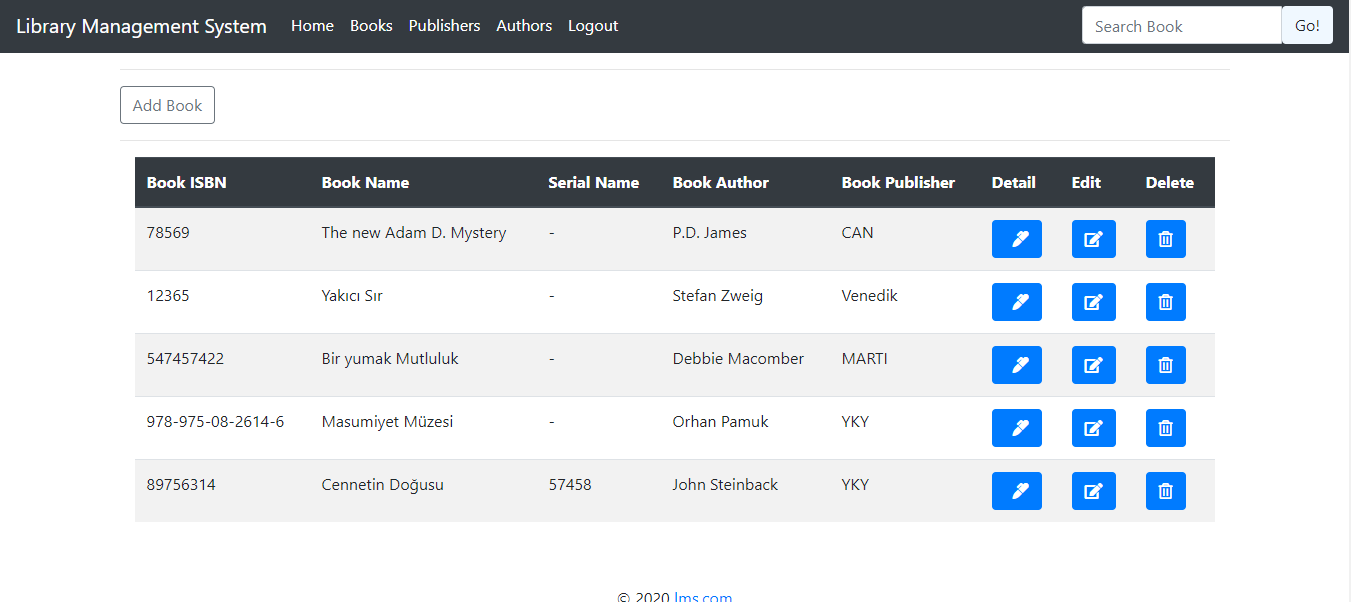 Library Management System Home Books Publishers Authors Logout Search Book Go!
Add Book
Book ISBN Book Name Serial Name Book Author Book Publisher Detail Edit Delete
78569 The new Adam D. Mystery - P.D. James CAN
12365 Yakıcı Sır - Stefan Zweig Venedik
547457422 Bir yumak Mutluluk - Debbie Macomber MARTI
978-975-08-2614-6 Masumiyet Müzesi - Orhan Pamuk YKY
89756314 Cennetin Doğusu 57458 John Steinback YKY
© 2020 lms.com